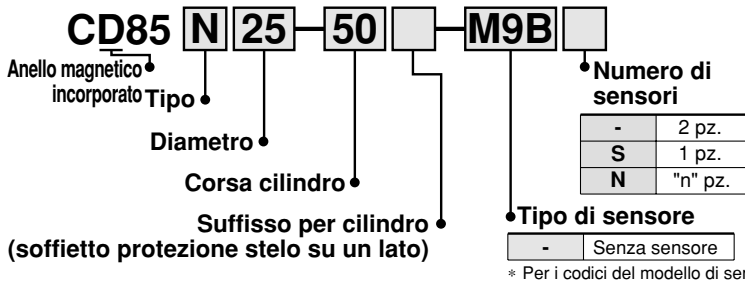 CD85 N 25-50 - M9B
Anello magnetico
incorporato
Tipo
Diametro
Corsa cilindro
Suffisso per cilindro
(soffietto protezione stelo su un lato)
Numero di
sensori
- 2 pz.
S 1 pz.
N "n" pz.
Tipo di sensore
- Senza sensore
* Per i codici del modello di